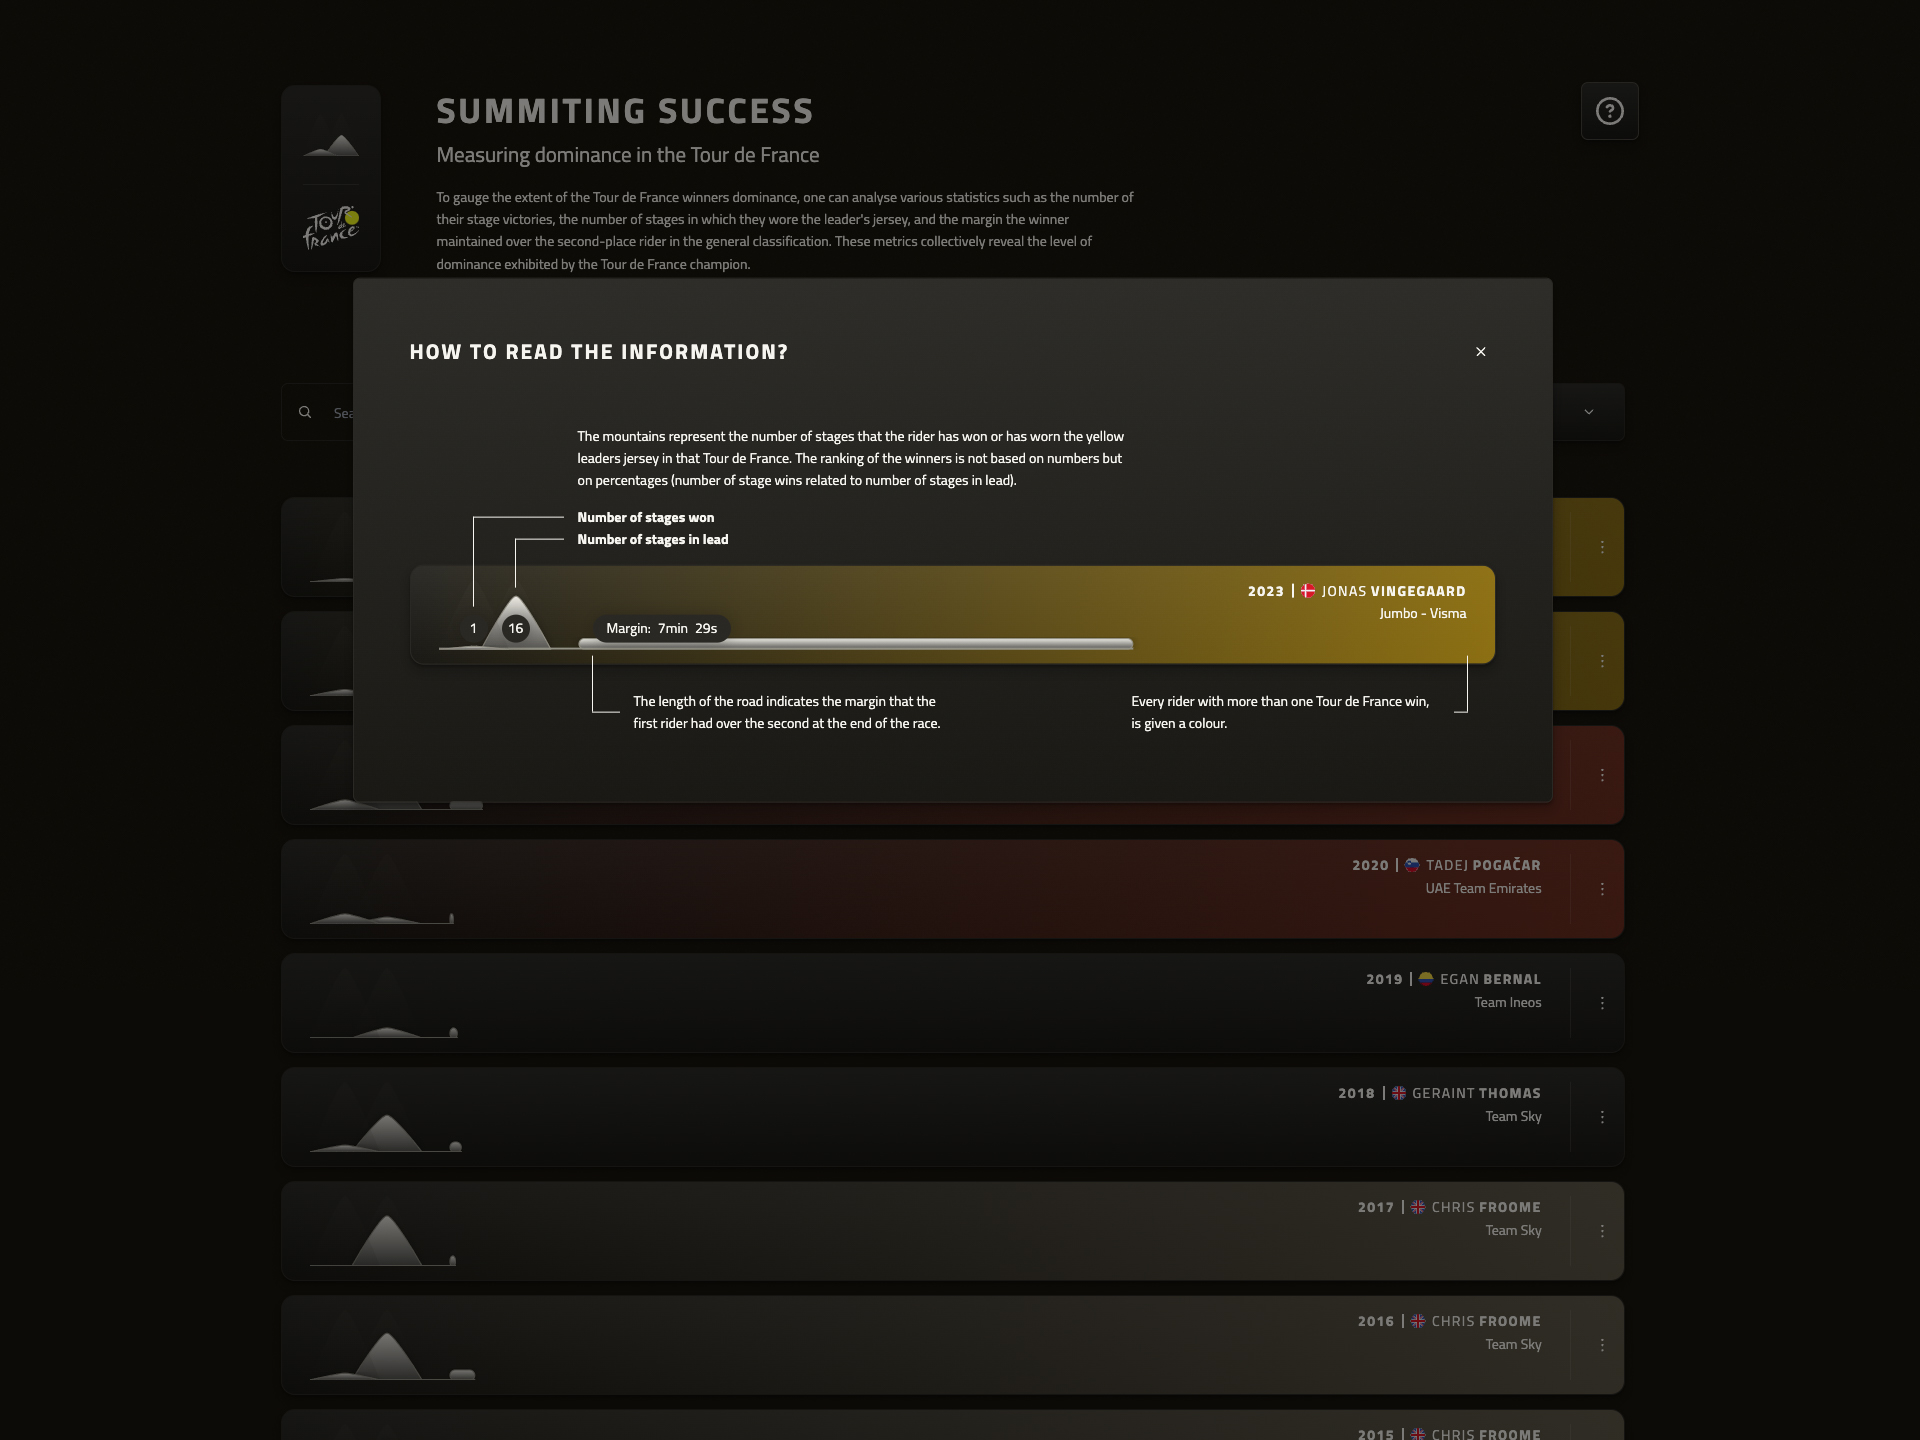 SUMMITING SUCCESS
Measuring dominance in the Tour de France
To gauge the extent of the Tour de France winners dominance, one can analyse various statistics such as the number of
their stage victories, the number of stages in which they wore the leader's jersey, and the margin the winner
maintained over the second-place rider in the general classification. These metrics collectively reveal the level of
dominance exhibited by the Tour de France champion.
TOUR
de
france
HOW TO READ THE INFORMATION?
Sea
The mountains represent the number of stages that the rider has won or has worn the yellow
leaders jersey in that Tour de France. The ranking of the winners is not based on numbers but
on percentages (number of stage wins related to number of stages in lead).
Number of stages won
Number of stages in lead
2023 | JONAS VINGEGAARD
Jumbo - Visma
1
16
Margin: 7min 29s
The length of the road indicates the margin that the
first rider had over the second at the end of the race.
Every rider with more than one Tour de France win,
is given a colour.
2020 | TADEJ POGAČAR
UAE Team Emirates
2019 | EGAN BERNAL
Team Ineos
2018 | GERAINT THOMAS
Team Sky
2017 | CHRIS FROOME
Team Sky
2016 | CHRIS FROOME
Team Sky
2015 | CHRIS FROOME